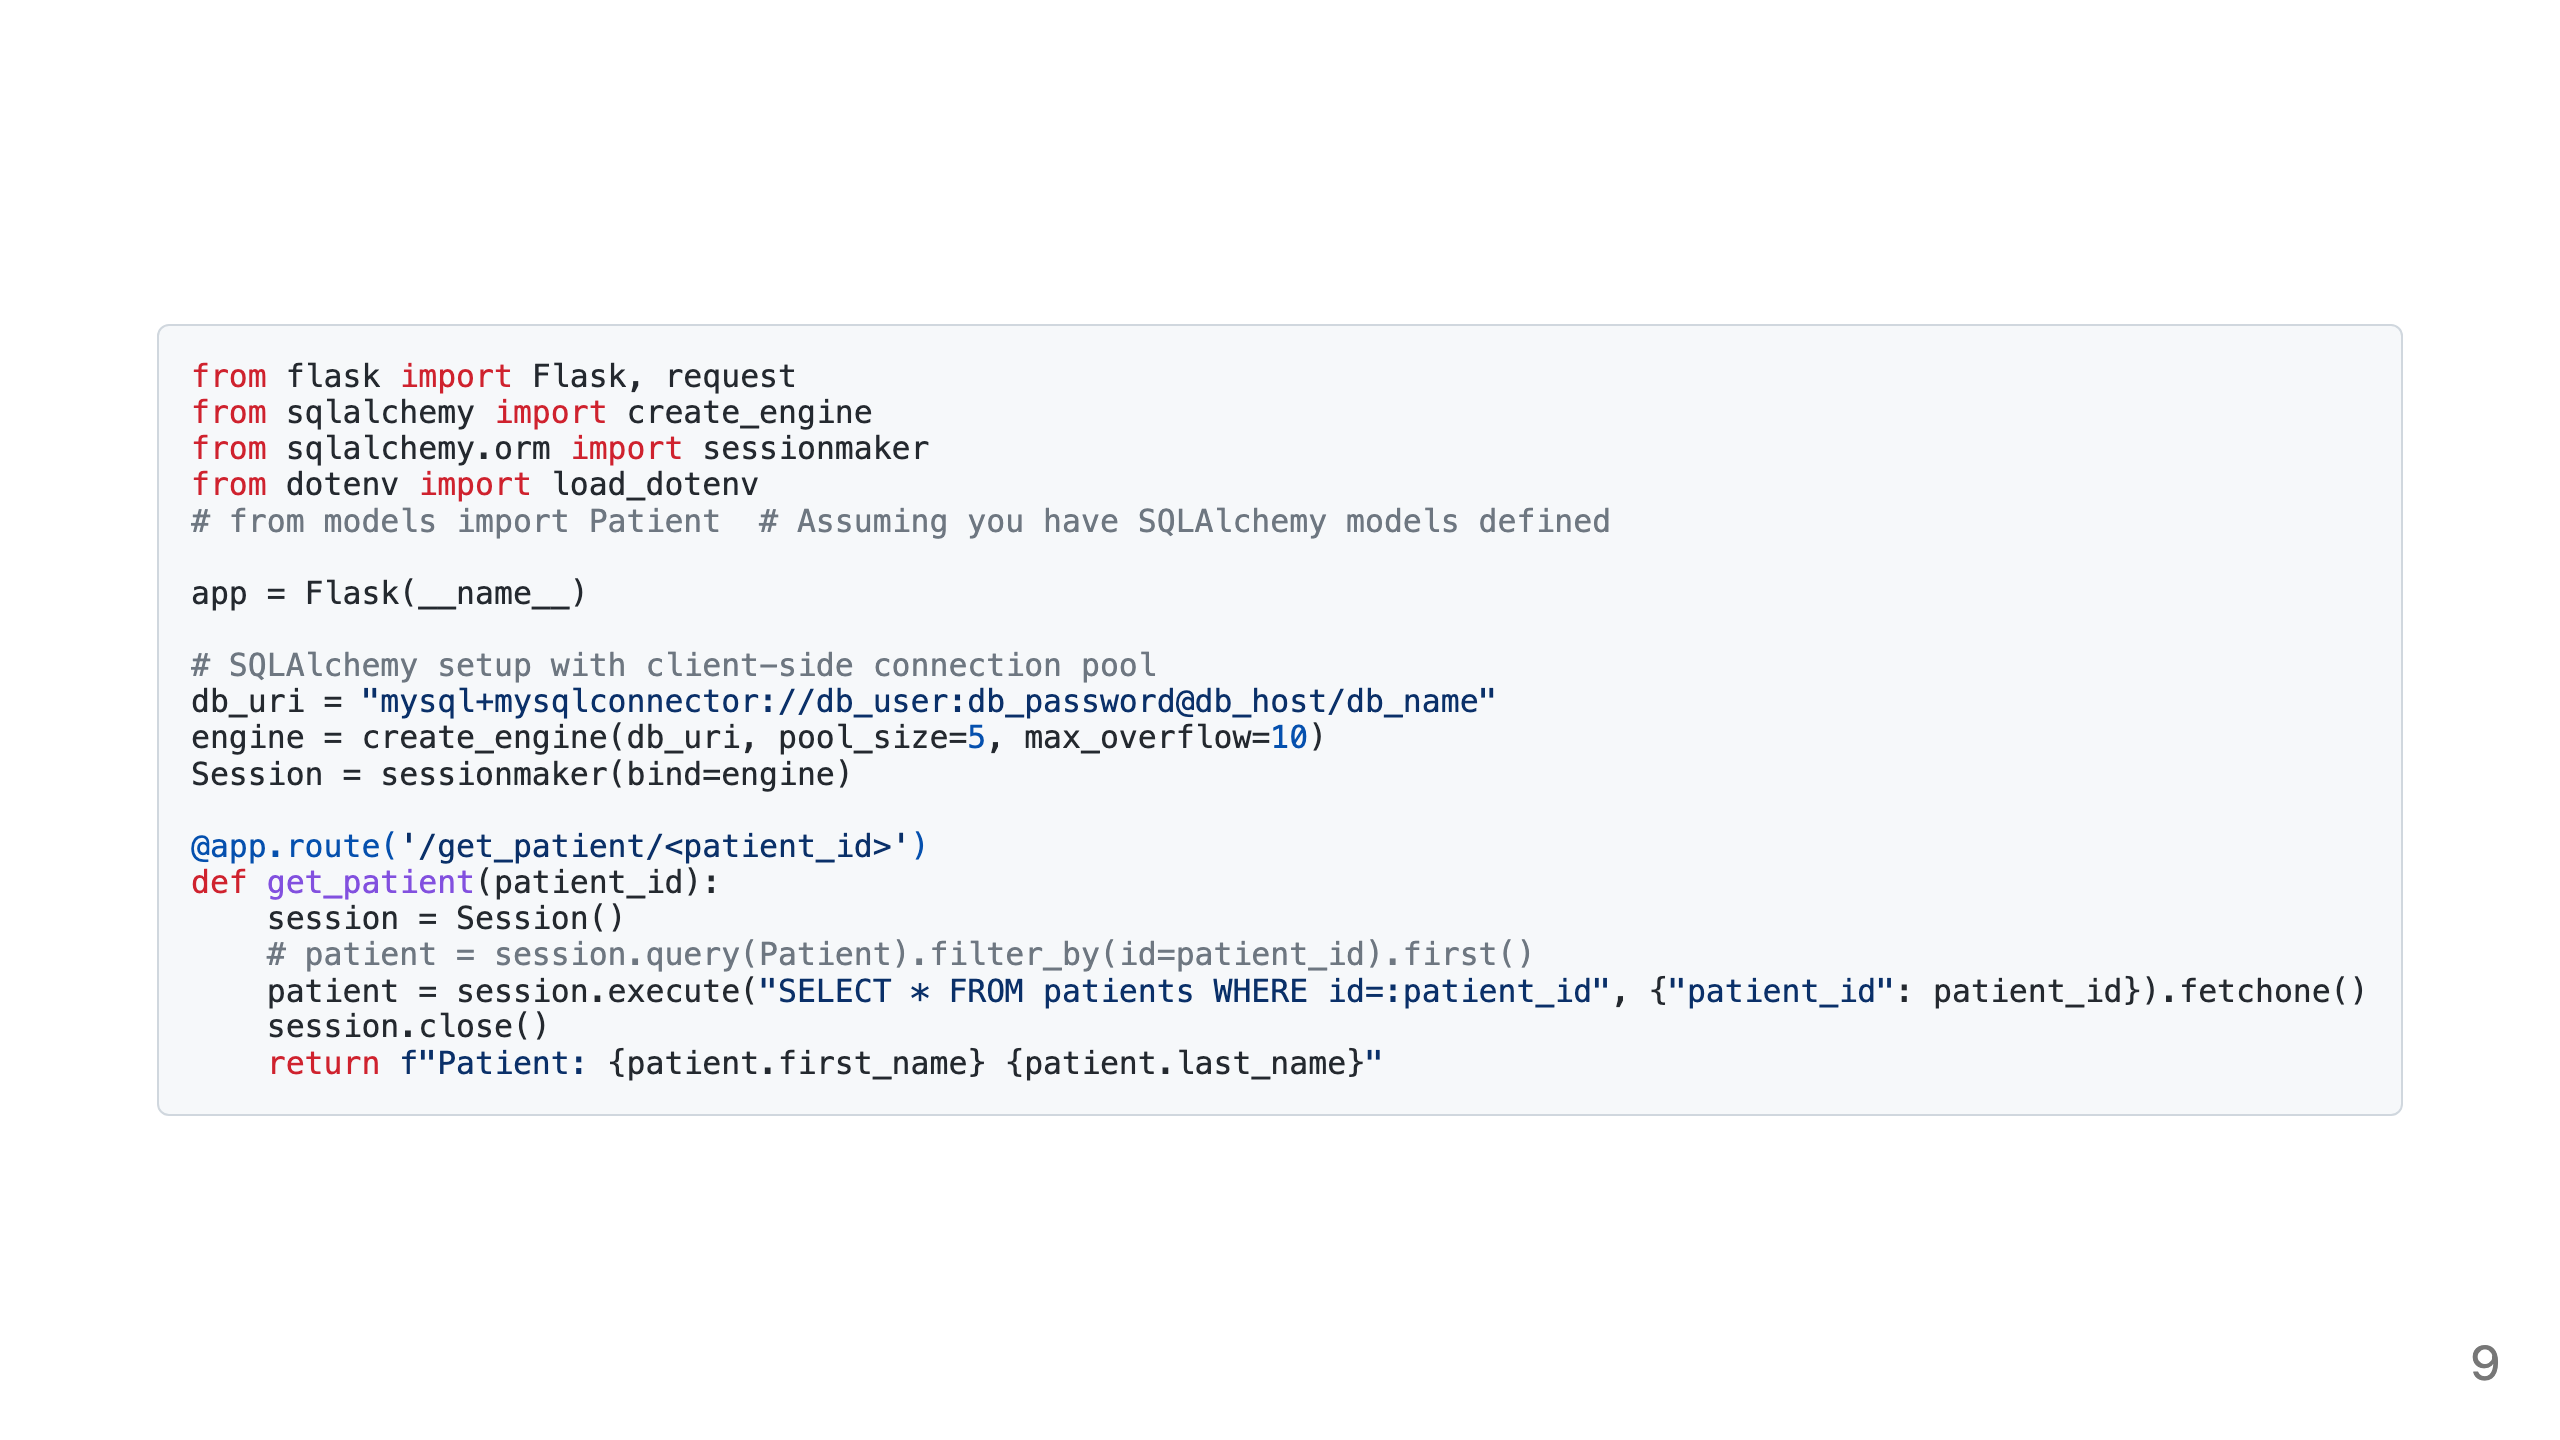 from flask import Flask, request
from sqlalchemy import create_engine
from sqlalchemy.orm import sessionmaker
from dotenv import load_dotenv
# from models import Patient  # Assuming you have SQLAlchemy models defined

app = Flask(__name__)

# SQLAlchemy setup with client-side connection pool
db_uri = "mysql+mysqlconnector://db_user:db_password@db_host/db_name"
engine = create_engine(db_uri, pool_size=5, max_overflow=10)
Session = sessionmaker(bind=engine)

@app.route('/get_patient/<patient_id>')
def get_patient(patient_id):
    session = Session()
    # patient = session.query(Patient).filter_by(id=patient_id).first()
    patient = session.execute("SELECT * FROM patients WHERE id=:patient_id", {"patient_id": patient_id}).fetchone()
    session.close()
    return f"Patient: {patient.first_name} {patient.last_name}"
9